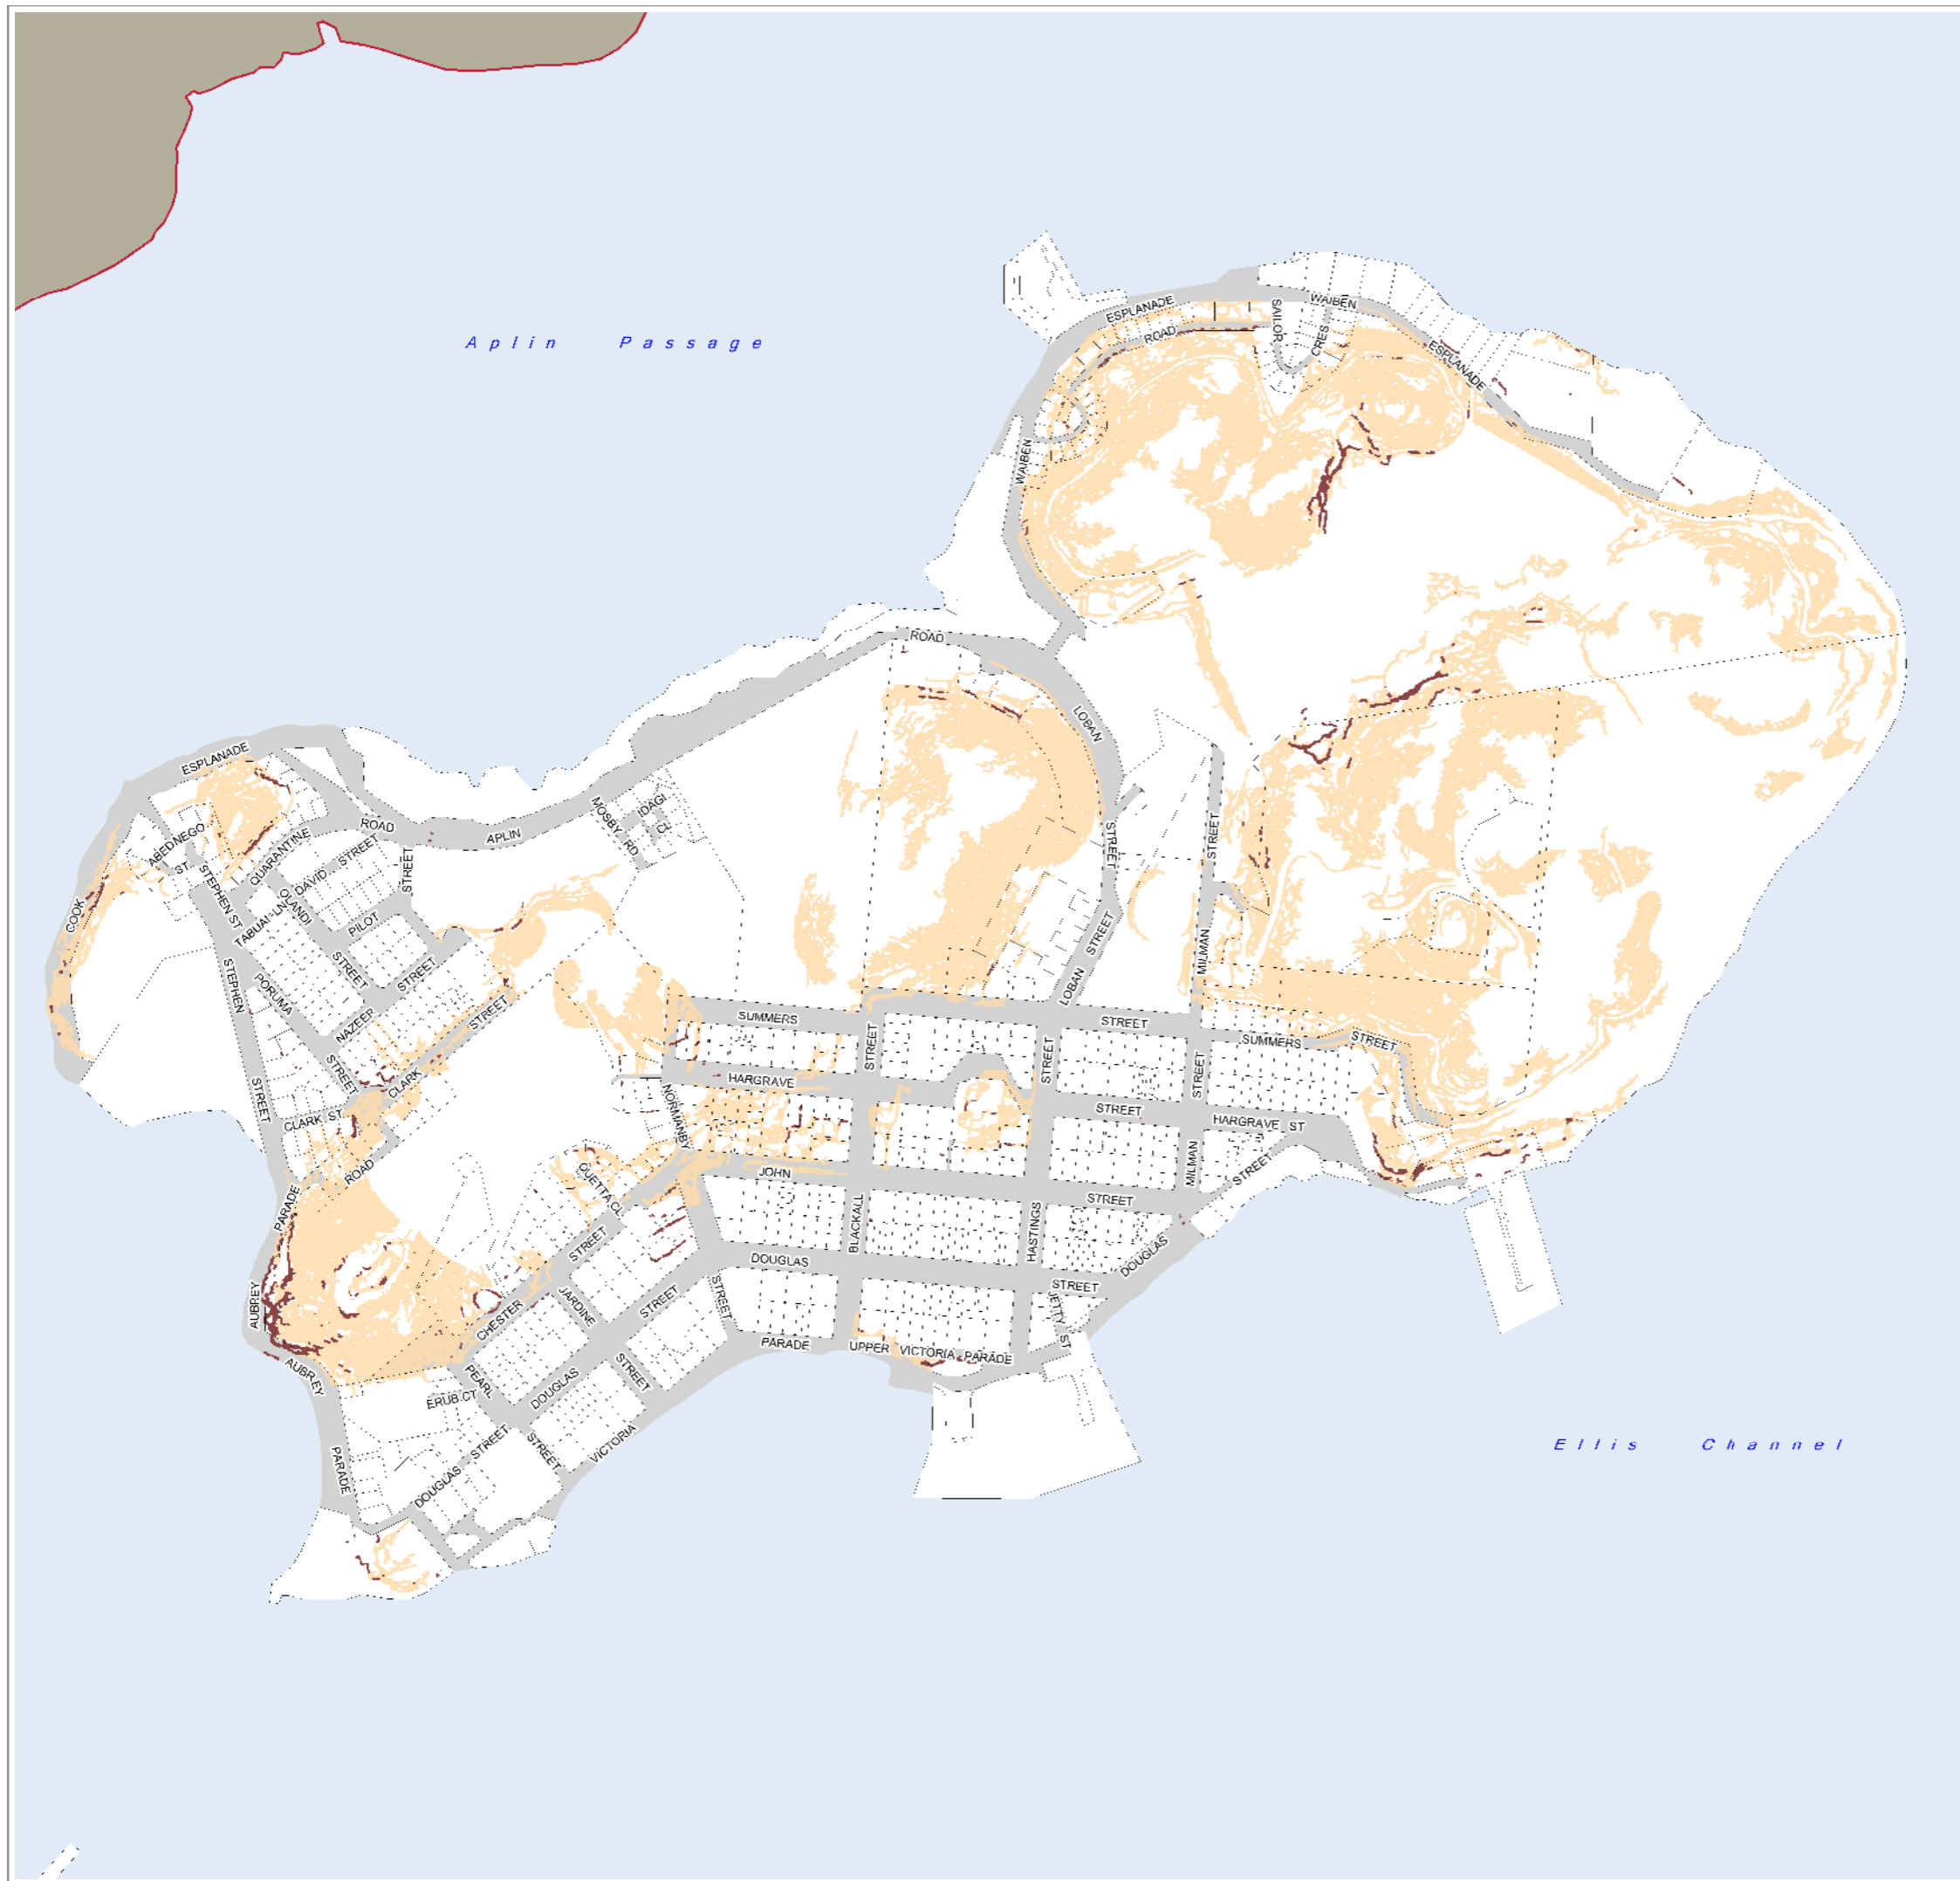 Aplin Passage
ESPLANADE
WAIBEN
SAILOR
ROAD
CRES
ESPLANADE
WAIBEN
ROAD
LOBAN
ESPLANADE
ROAD
APLIN
MOSBY RD
IDAGI
CL
STREET
STREET
ABEDNEGO
ST
QUARANTINE
DAVID STREET
STREET
STEPHEN ST
OLANDI
TABUAI LN
PILOT
COOK
STREET
STREET
LOBAN STREET
MILMAN
STEPHEN
PORUMA
NAZEER
STREET
SUMMERS
STREET
STREET
STREET
SUMMERS
STREET
STREET
STREET
STREET
CLARK
HARGRAVE
NORMANBY
STREET
HARGRAVE ST
CLARK ST
ROAD
QUETTA CL
JOHN
STREET
MILMAN
STREET
PARADE
STREET
BLACKALL
HASTINGS
DOUGLAS
DOUGLAS
STREET
AUBREY
JARDINE
STREET
STREET
JETTY ST
CHESTER
PARADE
UPPER VICTORIA PARADE
AUBREY
PEARL
STREET
DOUGLAS
ERUB CT
VICTORIA
STREET
STREET
PARADE
DOUGLAS
Ellis Channel